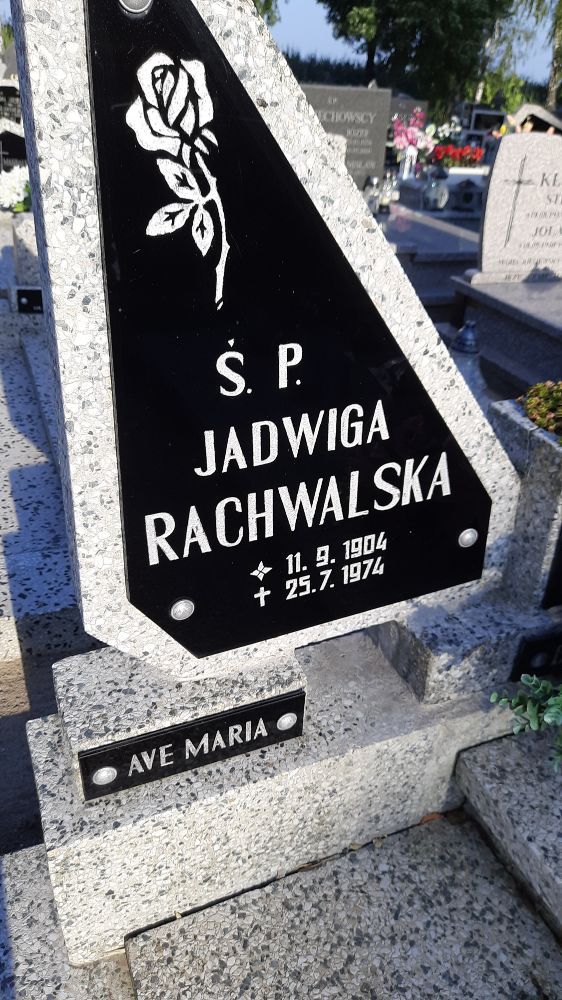 Ś. P.
JADWIGA
RACHWALSKA
✧ 11. 9. 1904
✝ 25. 7. 1974
AVE MARIA